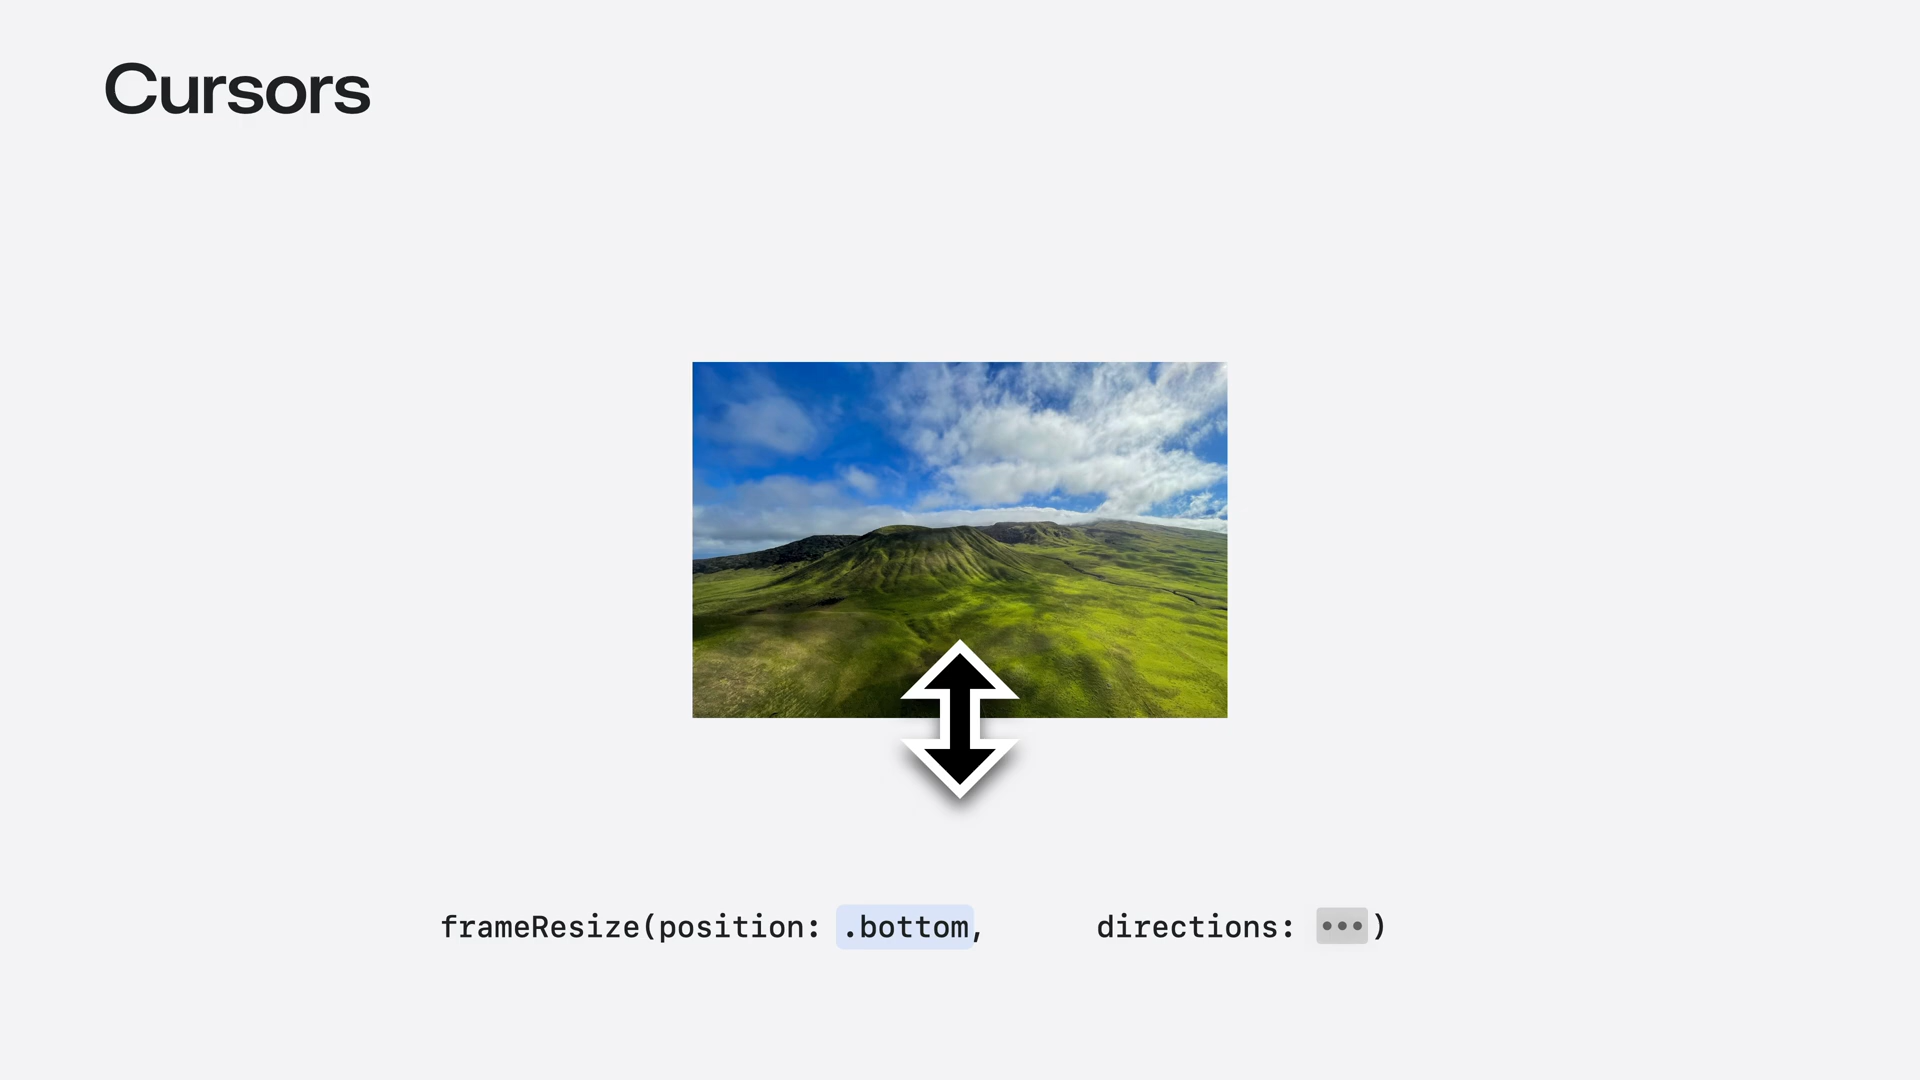 Cursors
frameResize(position: .bottom, directions: •••)